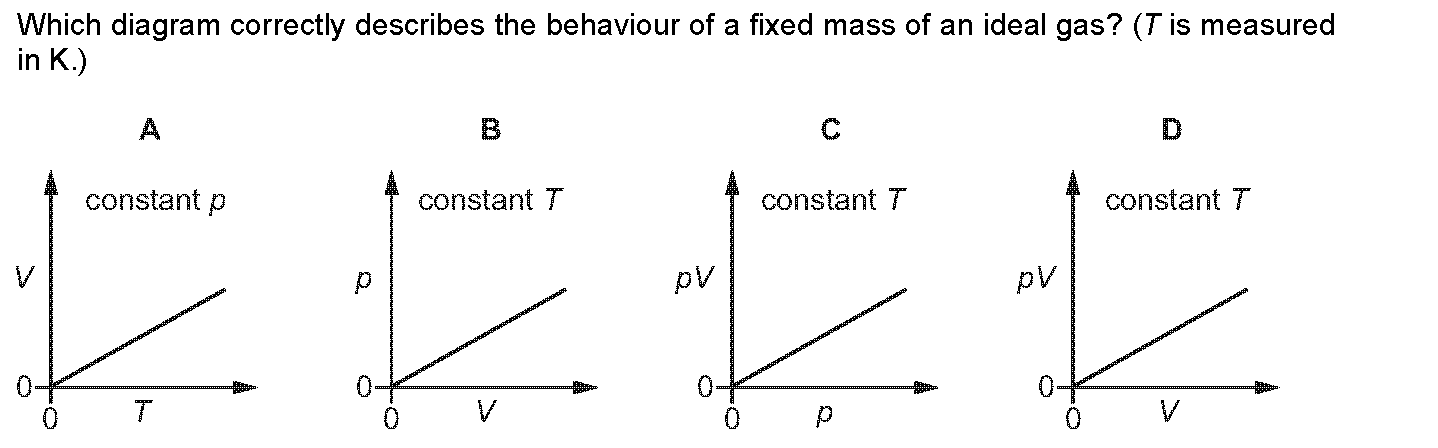 Which diagram correctly describes the behaviour of a fixed mass of an ideal gas? (T is measured
in K.)
A B C D
constant p constant T constant T constant T
V p pV pV
0 0 0 0
0 T 0 V 0 p 0 V